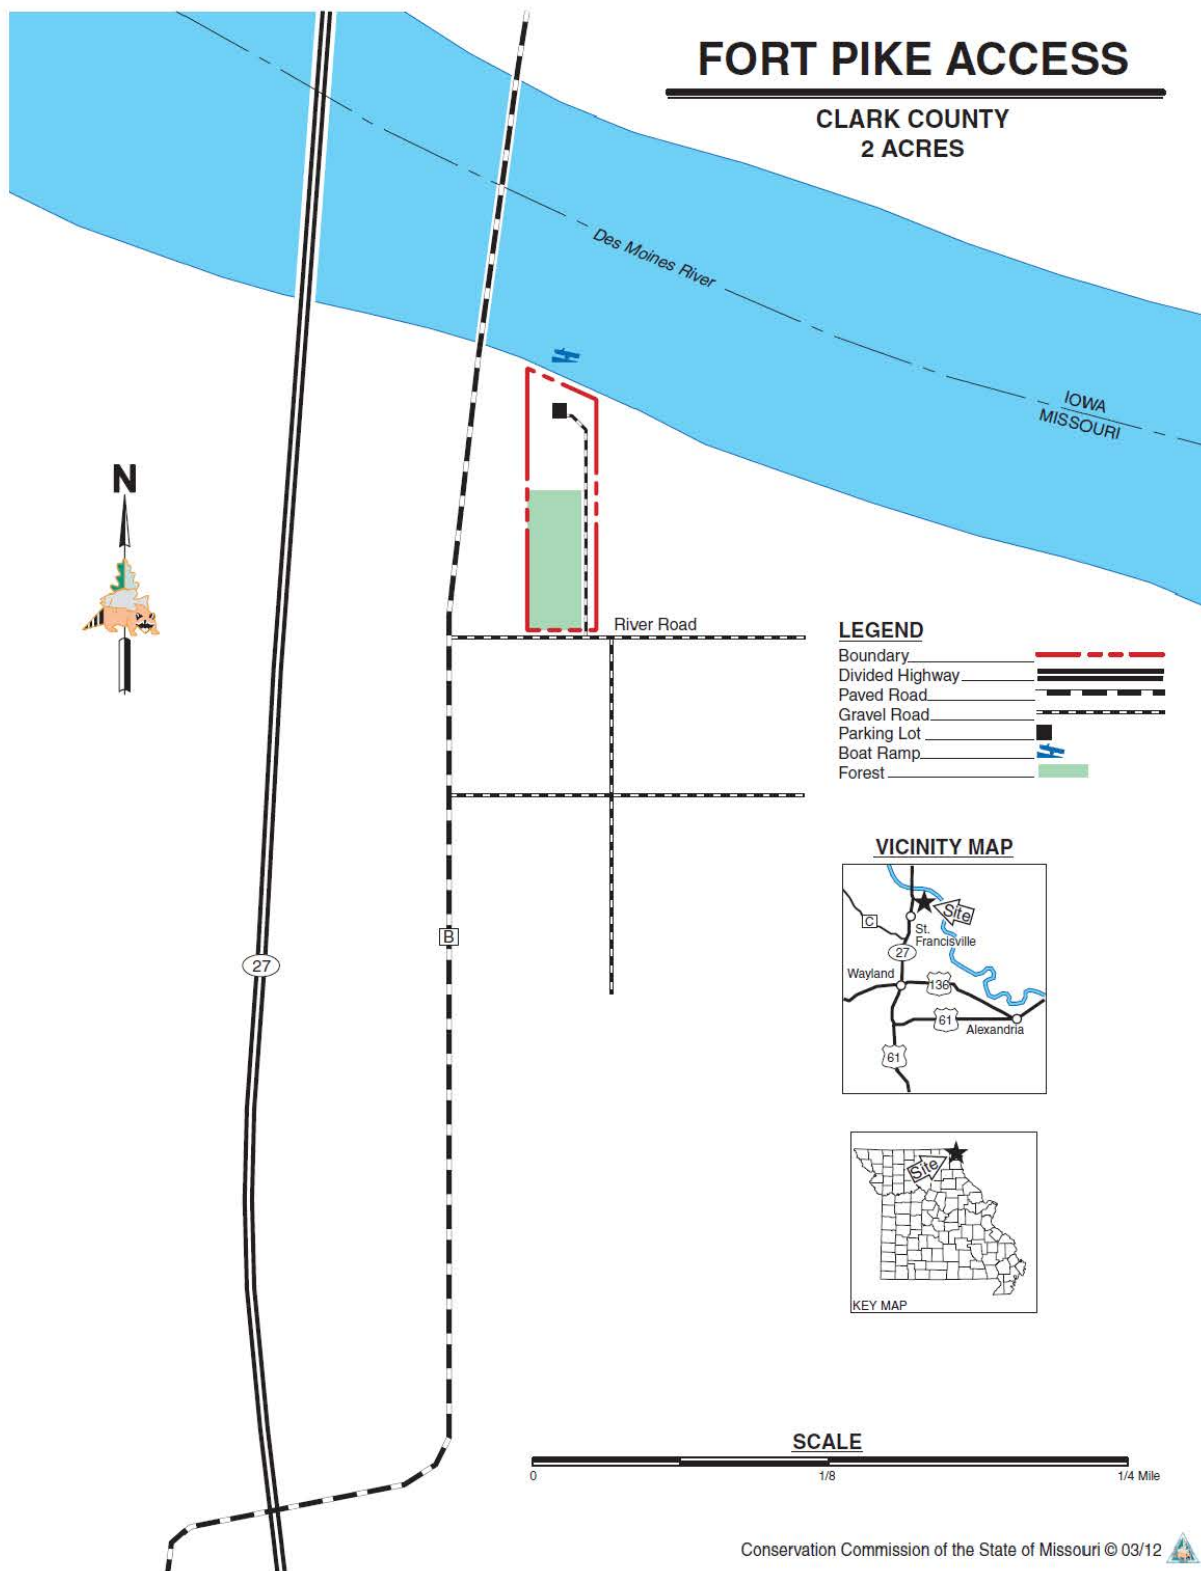 FORT PIKE ACCESS
CLARK COUNTY
2 ACRES
Des Moines River
IOWA
MISSOURI
N
River Road
LEGEND
Boundary
Divided Highway
Paved Road
Gravel Road
Parking Lot
Boat Ramp
Forest
VICINITY MAP
Site
C
St.
Francisville
27
Wayland
136
61
Alexandria
61
B
27
Site
KEY MAP
SCALE
0 1/8 1/4 Mile
Conservation Commission of the State of Missouri © 03/12